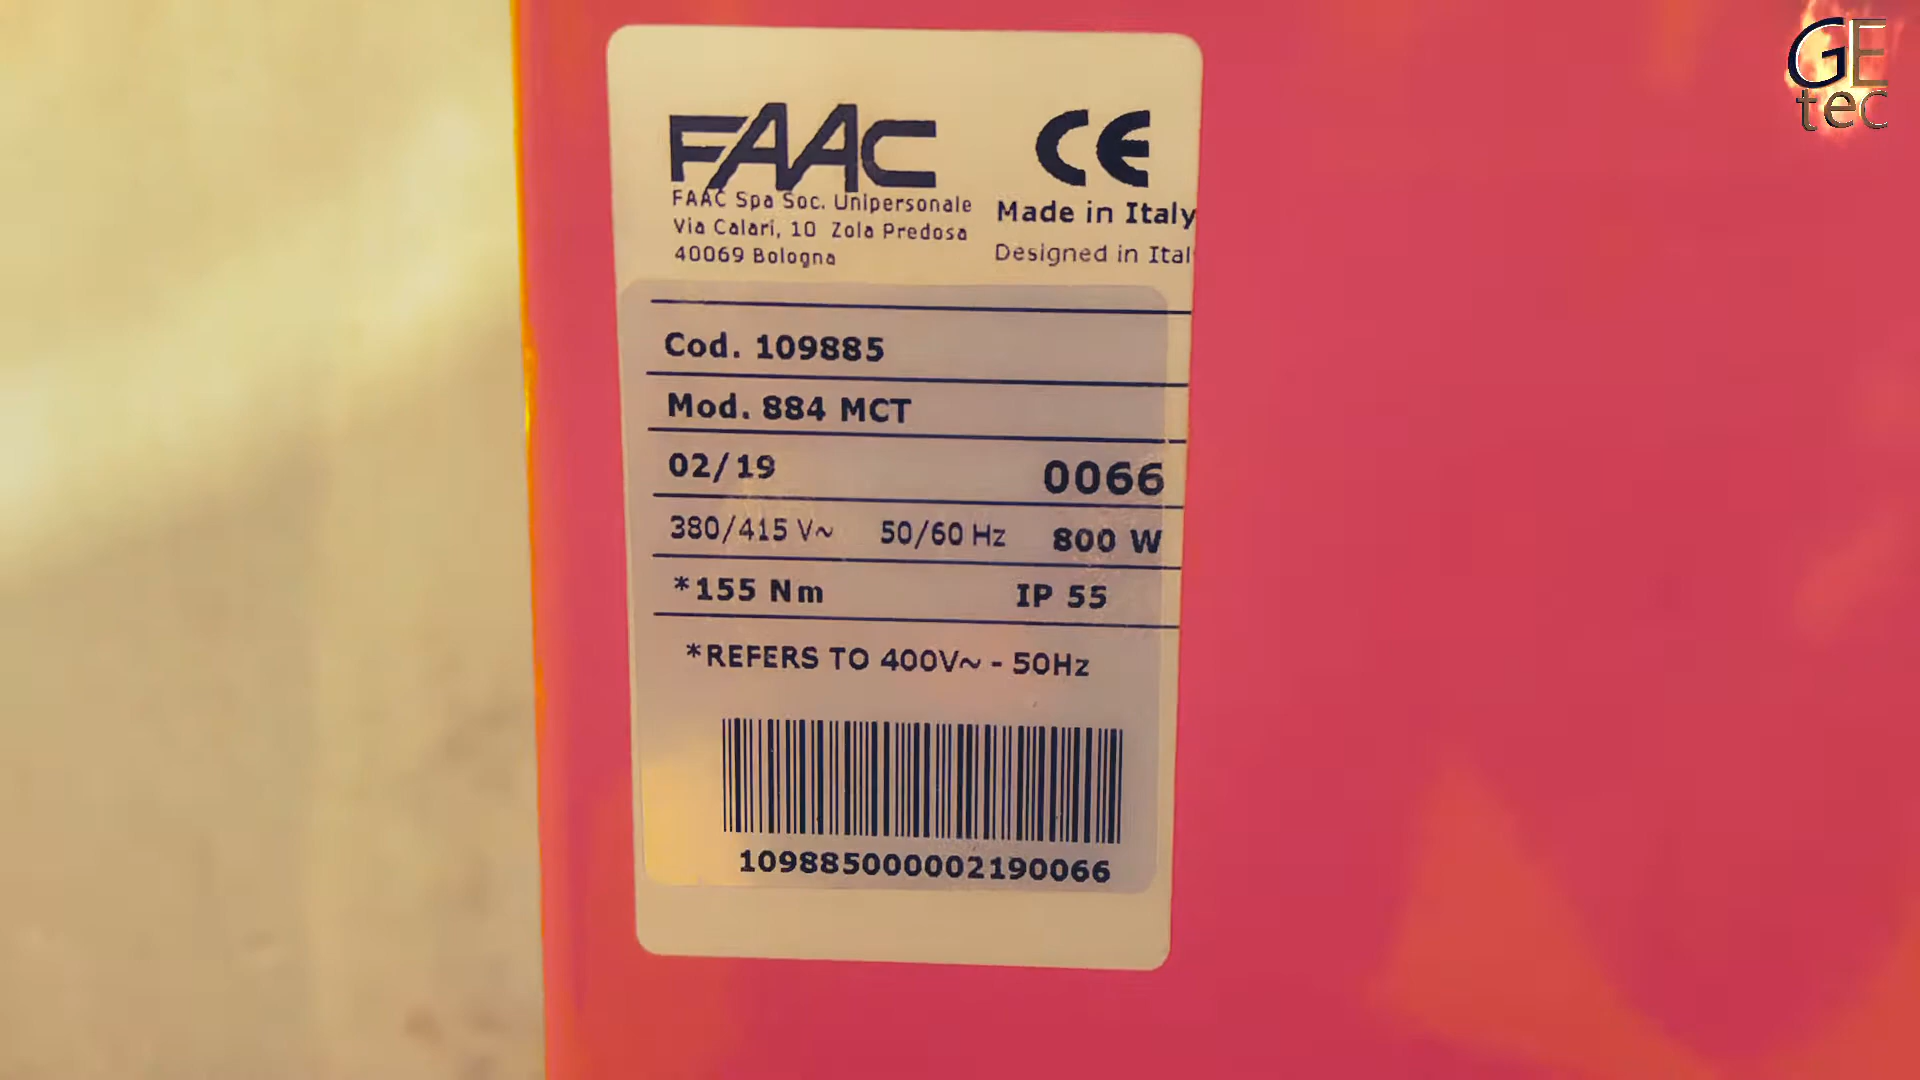 FAAC CE
FAAC Spa Soc. Unipersonale
Via Calari, 10 Zola Predosa
40069 Bologna
Made in Italy
Designed in Ital
Cod. 109885
Mod. 884 MCT
02/19 0066
380/415 V~ 50/60 Hz 800 W
*155 Nm IP 55
*REFERS TO 400V~ - 50Hz
109885000002190066
GE
tec